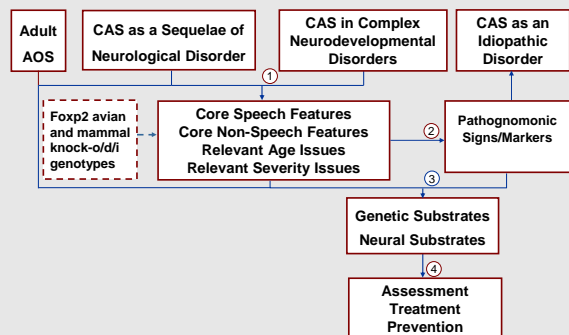 Adult
AOS
CAS as a Sequelae of
Neurological Disorder
CAS in Complex
Neurodevelopmental
Disorders
CAS as an
Idiopathic
Disorder
1
Foxp2 avian
and mammal
knock-o/d/i
genotypes
Core Speech Features
Core Non-Speech Features
Relevant Age Issues
Relevant Severity Issues
2
Pathognomonic
Signs/Markers
3
Genetic Substrates
Neural Substrates
4
Assessment
Treatment
Prevention